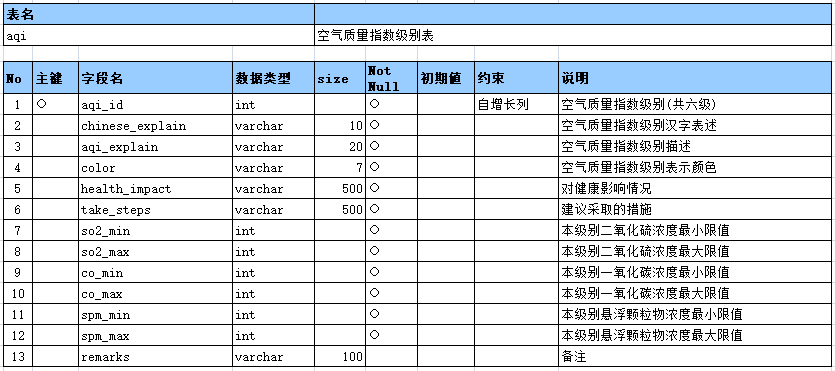 表名
aqi 空气质量指数级别表
No 主键 字段名 数据类型 size Not Null 初期值 约束 说明
1 ○ aqi_id int ○ 自增长列 空气质量指数级别(共六级)
2 chinese_explain varchar 10 ○ 空气质量指数级别汉字表述
3 aqi_explain varchar 20 ○ 空气质量指数级别描述
4 color varchar 7 ○ 空气质量指数级别表示颜色
5 health_impact varchar 500 ○ 对健康影响情况
6 take_steps varchar 500 ○ 建议采取的措施
7 so2_min int ○ 本级别二氧化硫浓度最小限值
8 so2_max int ○ 本级别二氧化硫浓度最大限值
9 co_min int ○ 本级别一氧化碳浓度最小限值
10 co_max int ○ 本级别一氧化碳浓度最大限值
11 spm_min int ○ 本级别悬浮颗粒物浓度最小限值
12 spm_max int ○ 本级别悬浮颗粒物浓度最大限值
13 remarks varchar 100 备注